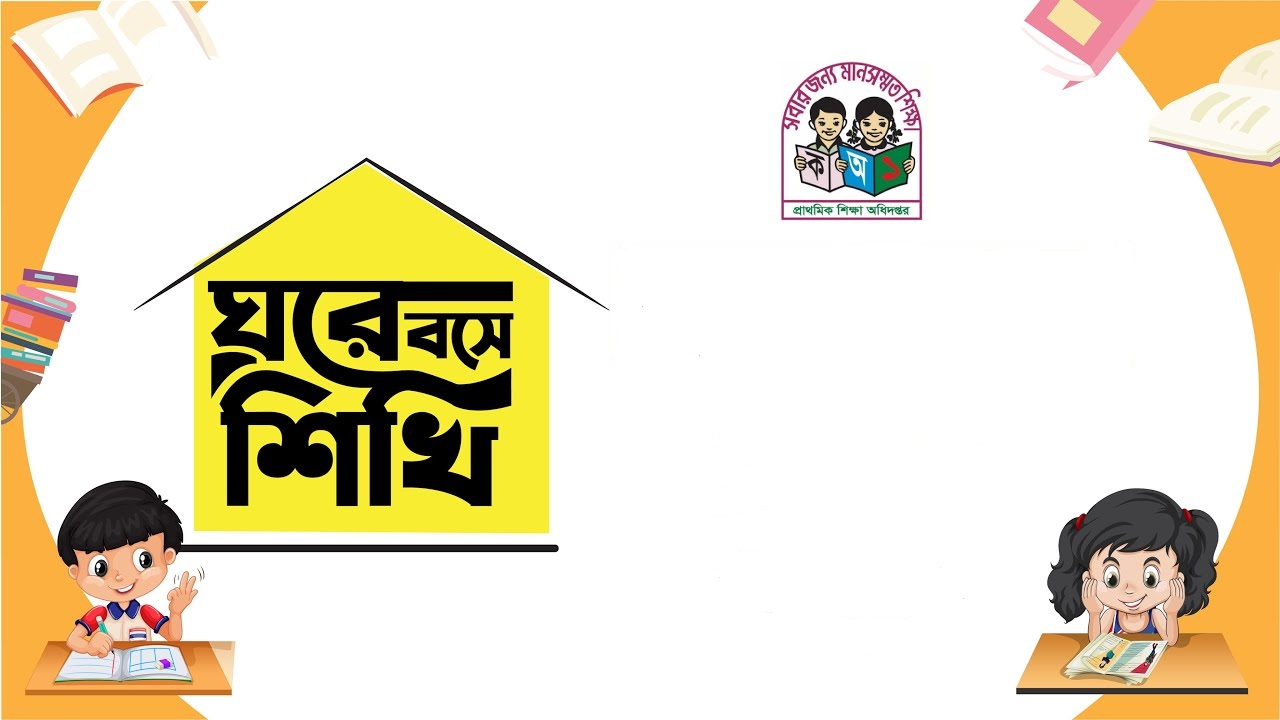 ঘরে বসে
শিখি
সবার জন্য মানসম্মত শিক্ষা
ক অ ১
প্রাথমিক শিক্ষা অধিদপ্তর